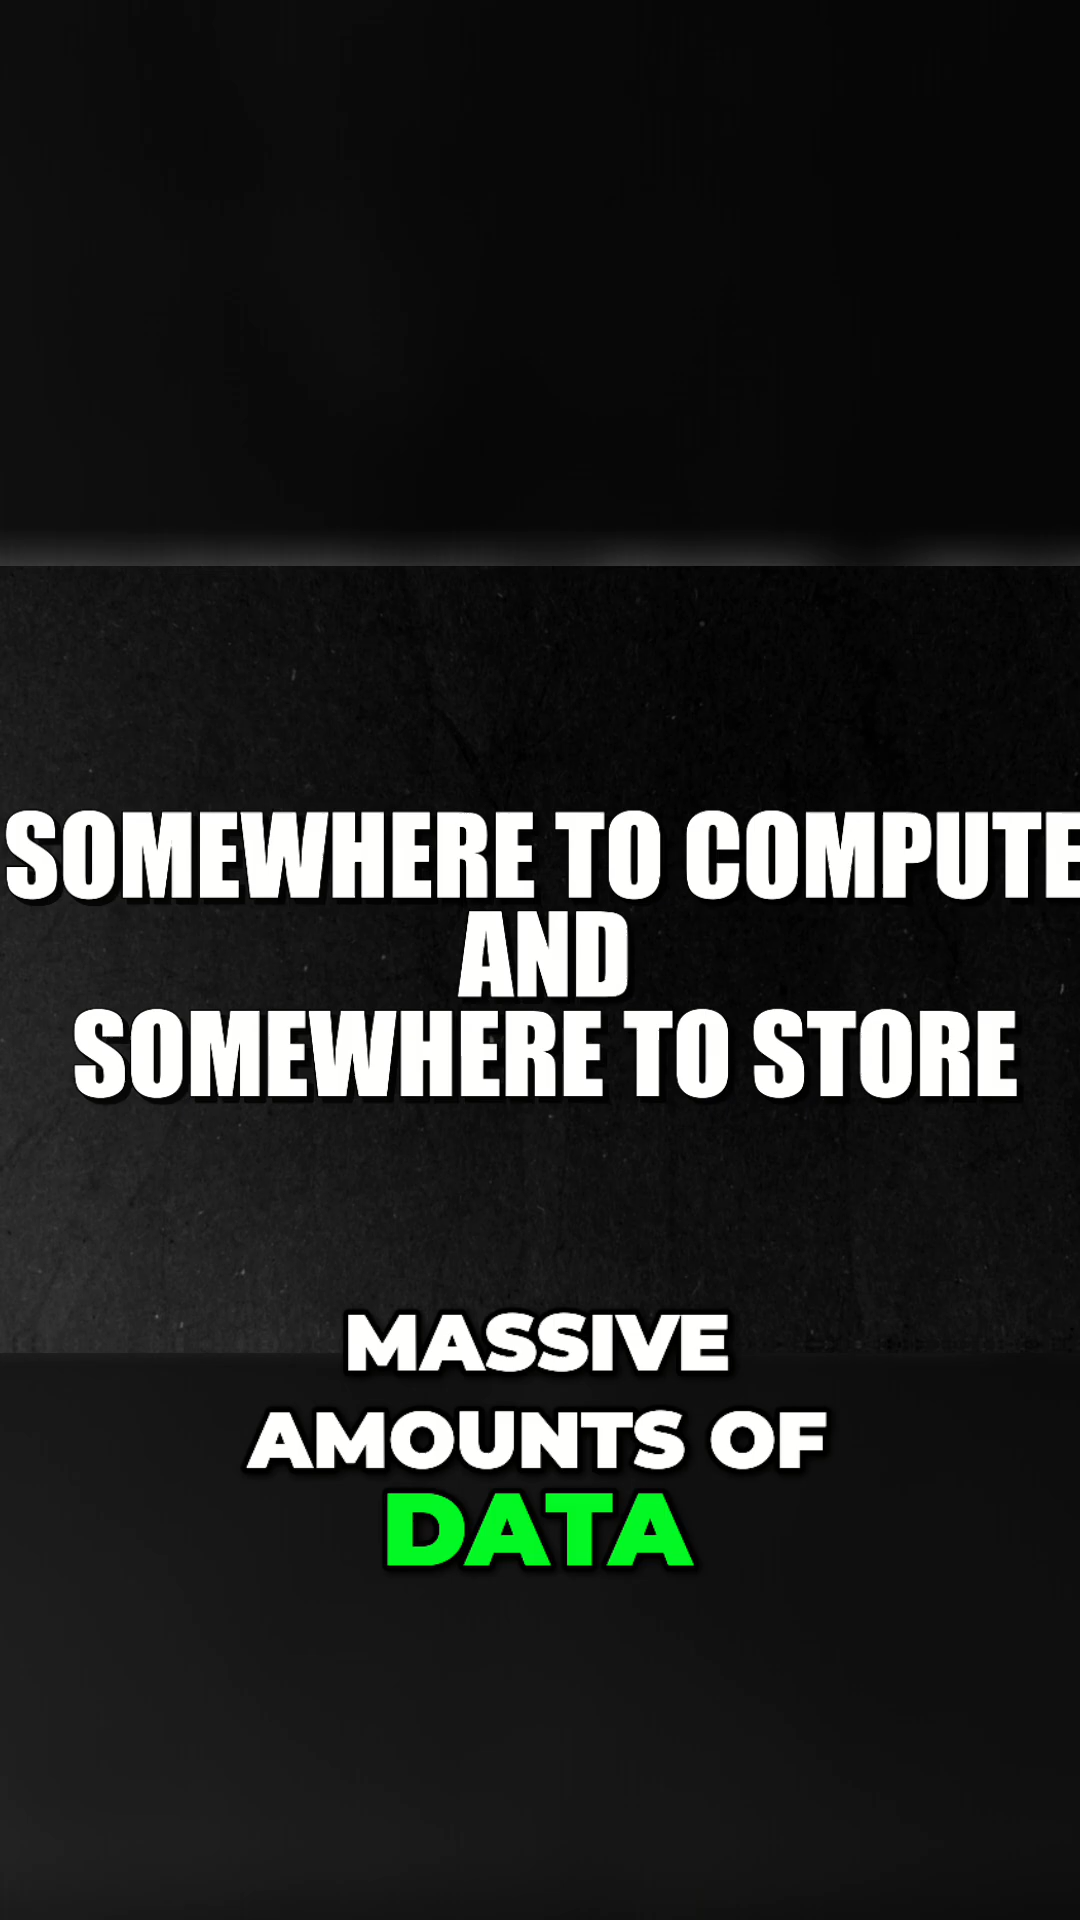 SOMEWHERE TO COMPUTE
AND
SOMEWHERE TO STORE
MASSIVE
AMOUNTS OF
DATA